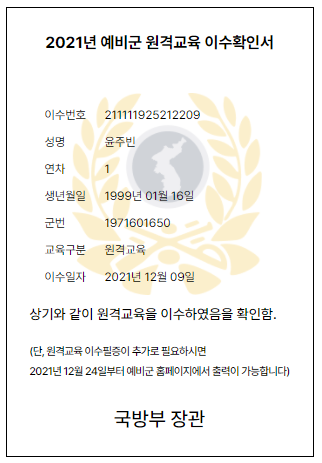 2021년 예비군 원격교육 이수확인서
이수번호 211111925212209
성명 윤주빈
연차 1
생년월일 1999년 01월 16일
군번 1971601650
교육구분 원격교육
이수일자 2021년 12월 09일
상기와 같이 원격교육을 이수하였음을 확인함.
(단, 원격교육 이수필증이 추가로 필요하시면
2021년 12월 24일부터 예비군 홈페이지에서 출력이 가능합니다)
국방부 장관